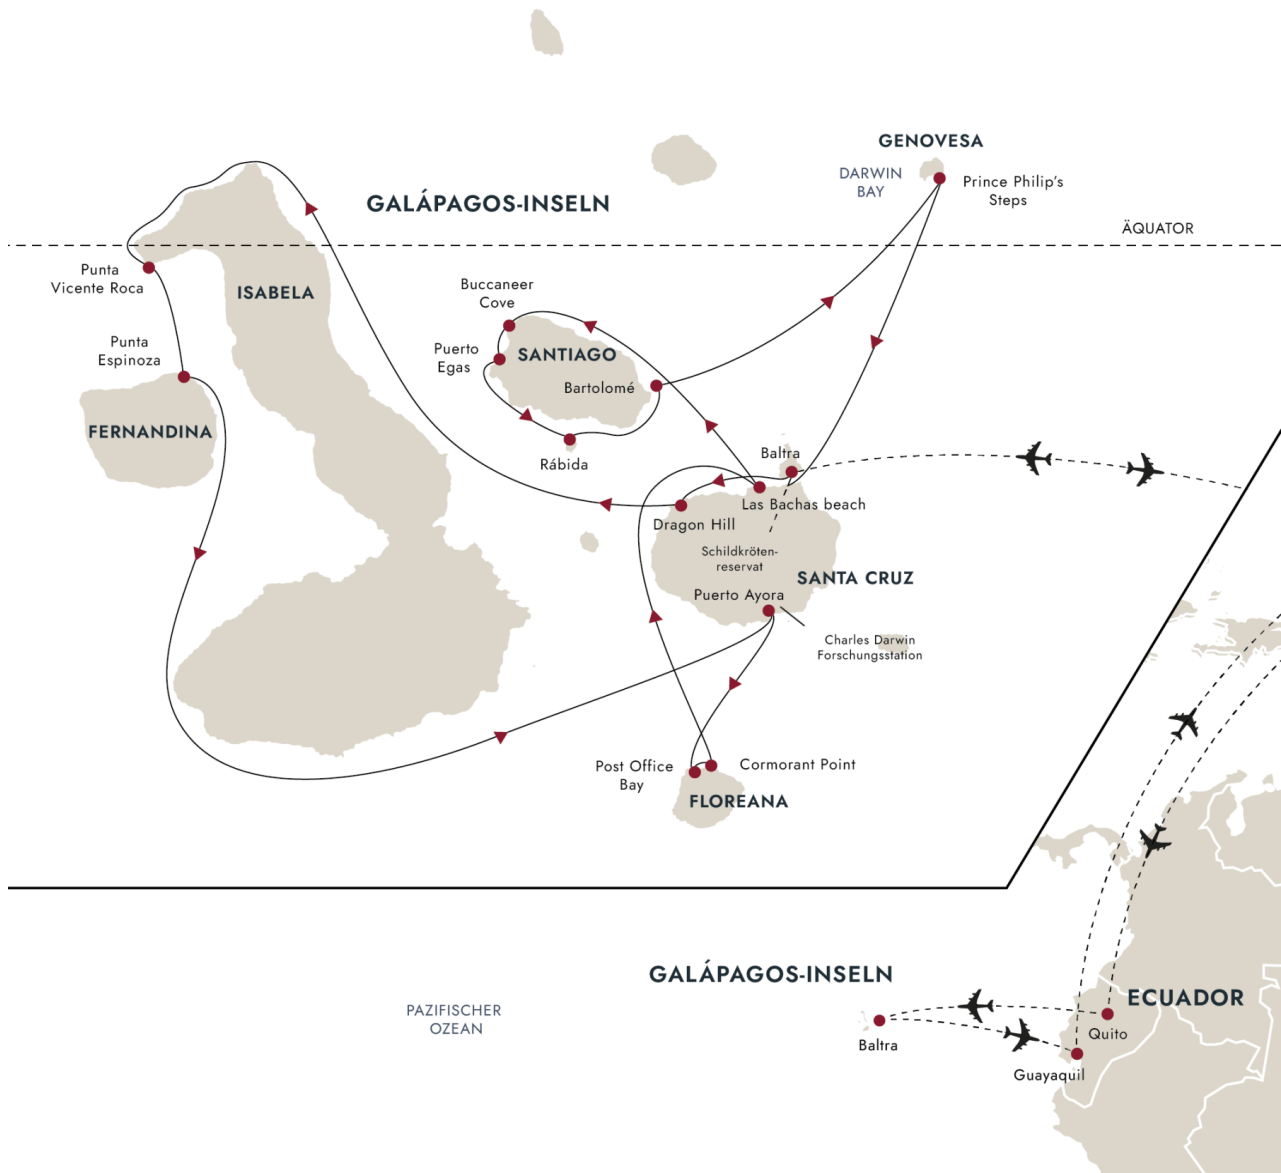 GENOVESA
DARWIN
BAY
Prince Philip's
Steps
GALÁPAGOS-INSELN
ÄQUATOR
Punta
Vicente Roca
ISABELA
Buccaneer
Cove
Punta
Espinoza
Puerto
Egas
SANTIAGO
Bartolomé
FERNANDINA
Rábida
Baltra
Las Bachas beach
Dragon Hill
Schildkröten-
reservat
SANTA CRUZ
Puerto Ayora
Charles Darwin
Forschungsstation
Post Office
Bay
Cormorant Point
FLOREANA
GALÁPAGOS-INSELN
PAZIFISCHER
OZEAN
ECUADOR
Quito
Baltra
Guayaquil